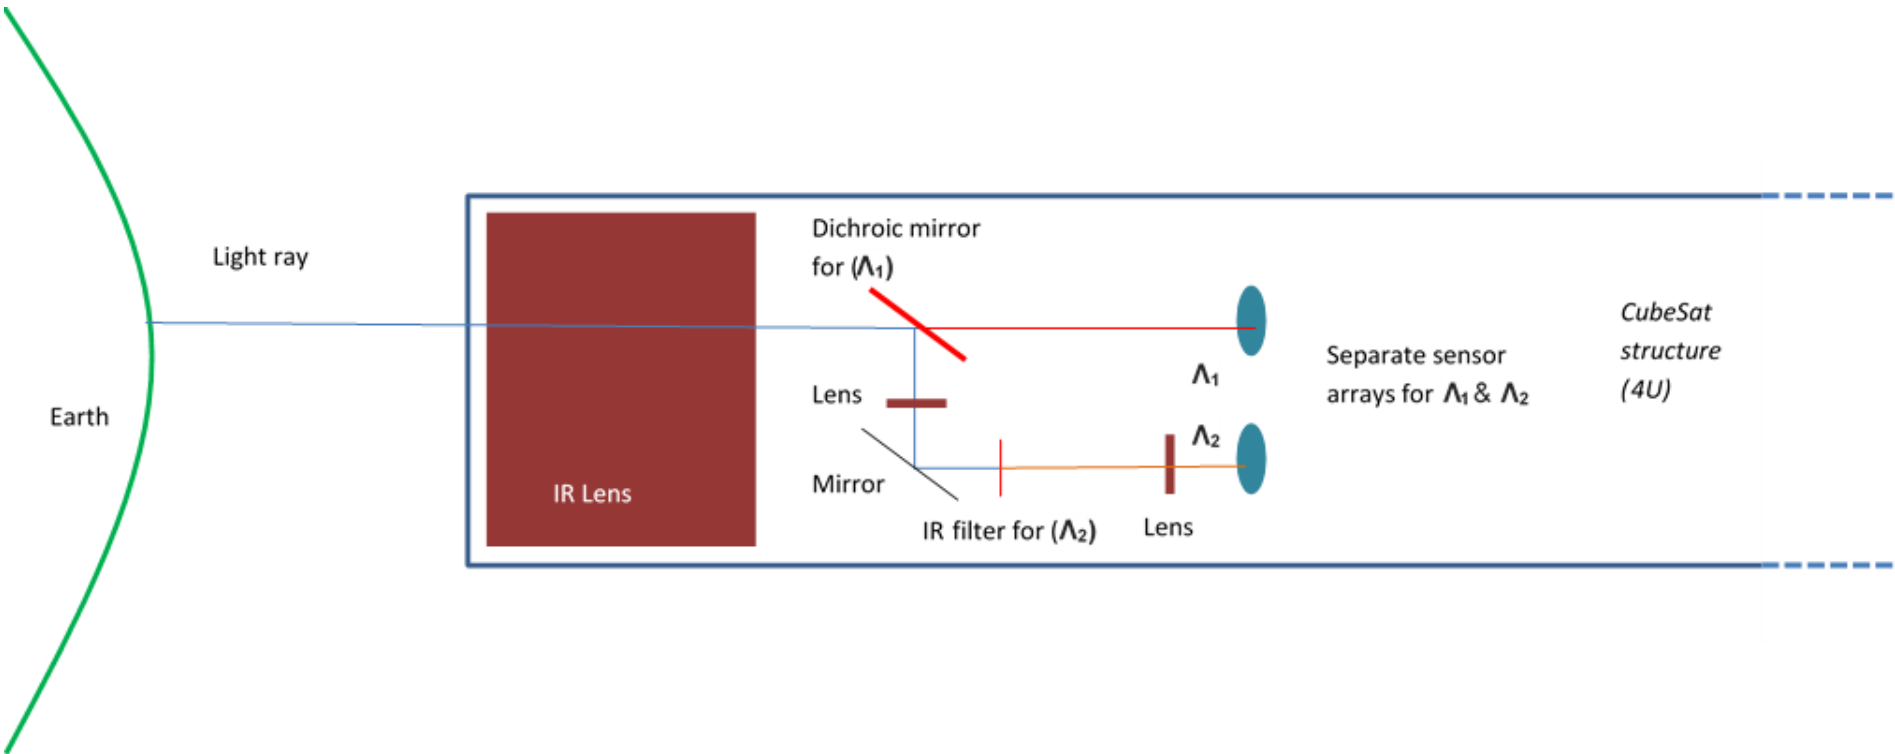 Light ray
Earth
IR Lens
Dichroic mirror
for (Λ₁)
Lens
Mirror
IR filter for (Λ₂)
Lens
Λ₁
Λ₂
Separate sensor
arrays for Λ₁ & Λ₂
CubeSat
structure
(4U)